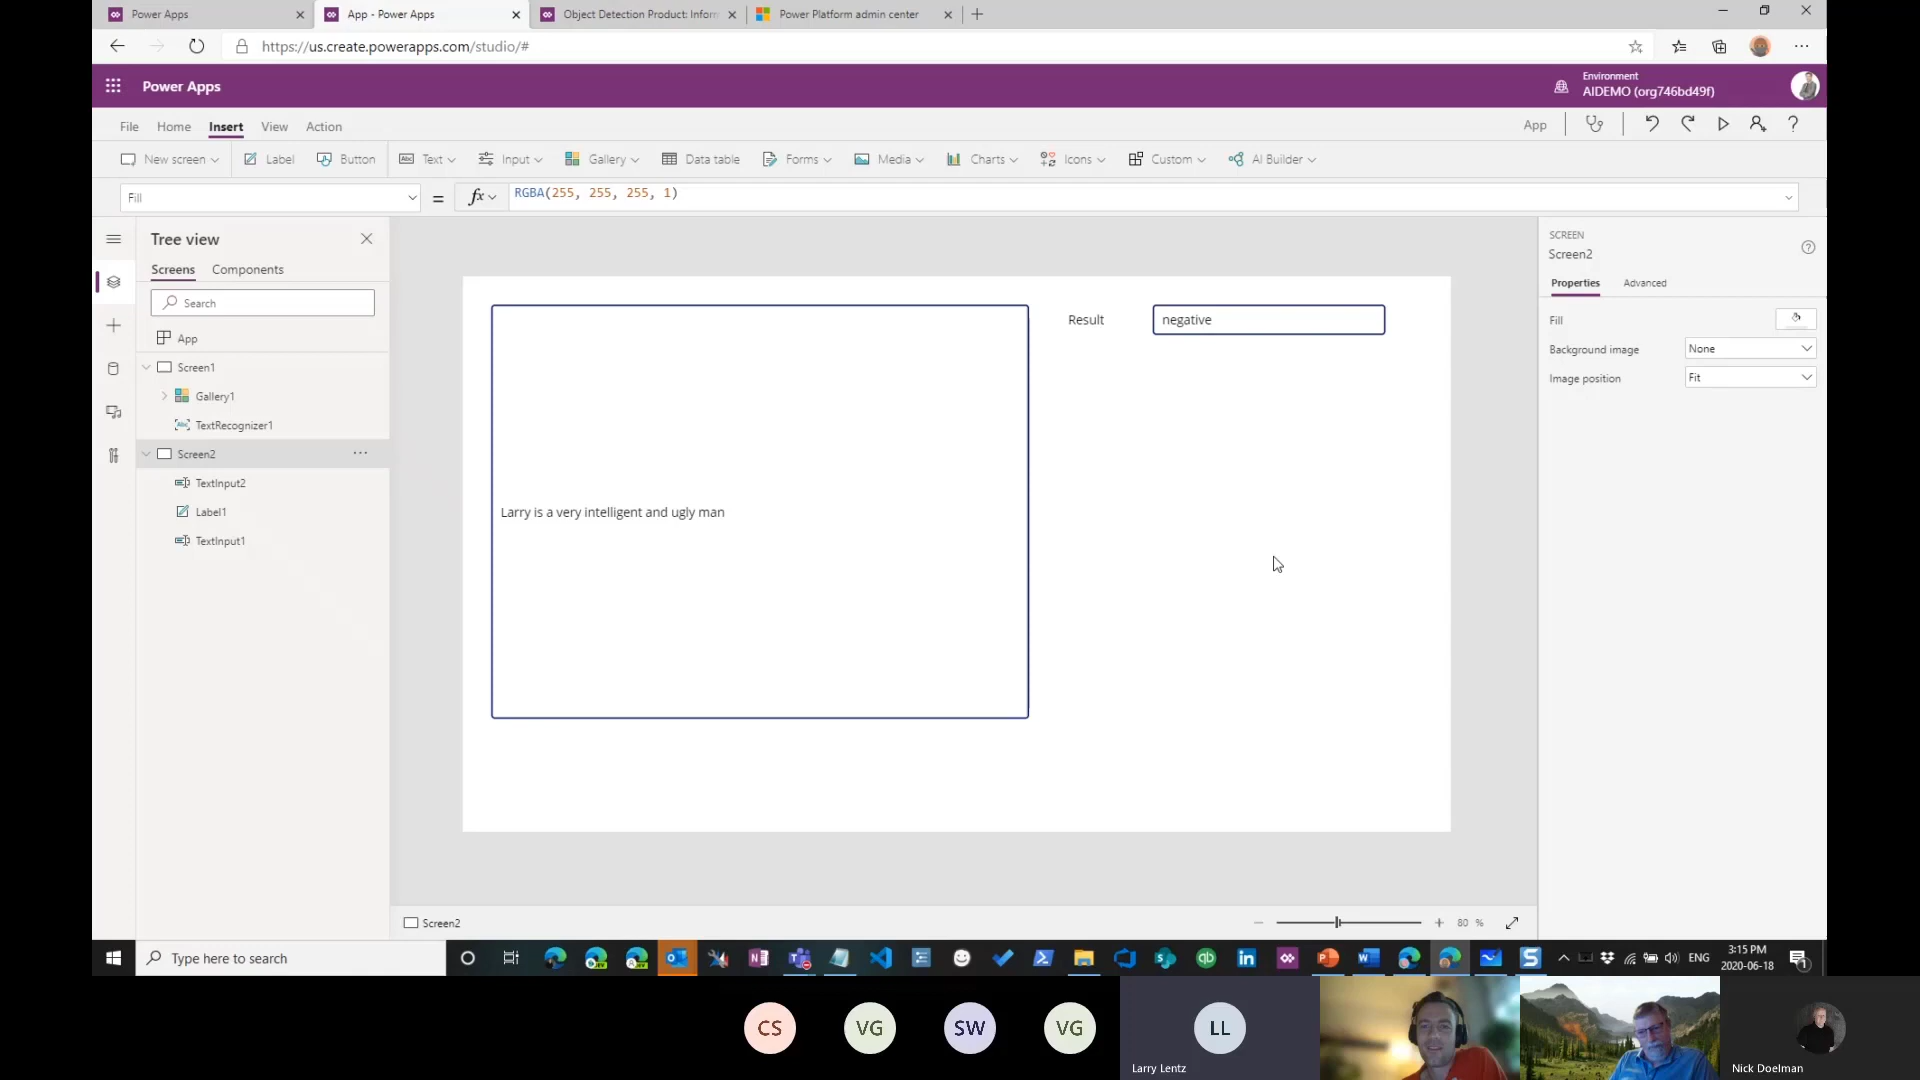 Power Apps
App - Power Apps
Object Detection Product: Inforr
Power Platform admin center
https://us.create.powerapps.com/studio/#
Power Apps
Environment
AIDEMO (org746bd49f)
File Home Insert View Action
App
New screen Label Button Text Input Gallery Data table Forms Media Charts Icons Custom AI Builder
Fill = fx RGBA(255, 255, 255, 1)
Tree view
Screens Components
Search
App
Screen1
Gallery1
TextRecognizer1
Screen2
TextInput2
Label1
TextInput1
Larry is a very intelligent and ugly man
Result negative
SCREEN
Screen2
Properties Advanced
Fill
Background image None
Image position Fit
Screen2
80 %
Type here to search
ENG
3:15 PM
2020-06-18
CS
VG
SW
VG
LL
Larry Lentz
Nick Doelman